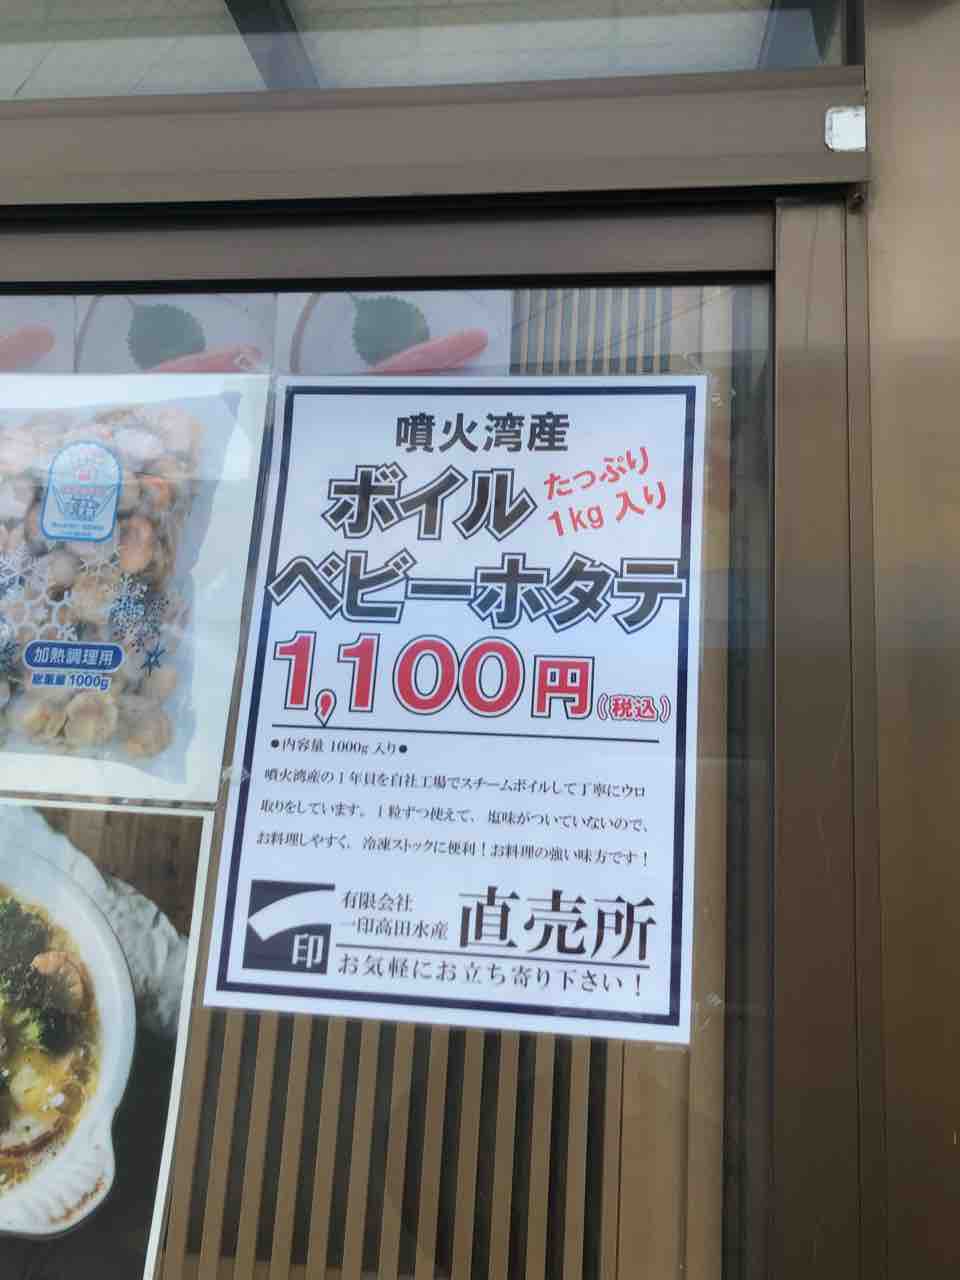 噴火湾産
ボイル
たっぷり
1kg 入り
ベビーホタテ
1,100円(税込)
●内容量 1000g 入り●
噴火湾産の1年貝を自社工場でスチームボイルして丁寧にウロ
取りをしています。1粒ずつ使えて、塩味がついていないので、
お料理しやすく、冷凍ストックに便利！お料理の強い味方です！
印
有限会社
一印高田水産
直売所
お気軽にお立ち寄り下さい！
加熱調理用
総重量 1000g